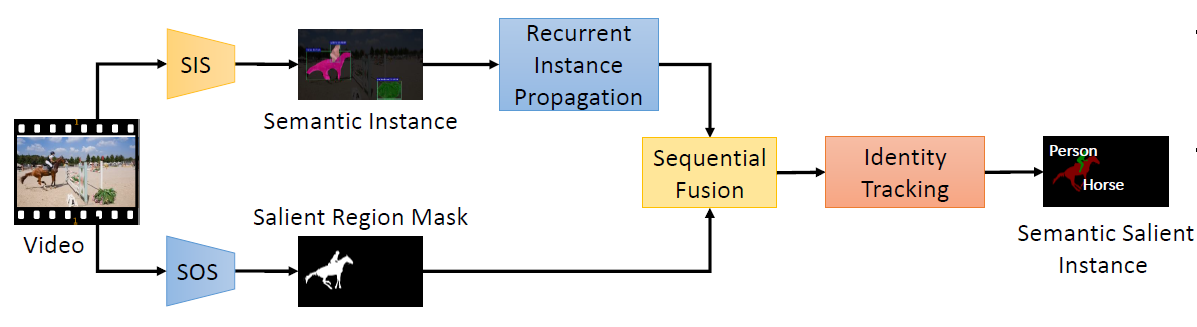 SIS
Semantic Instance
Recurrent
Instance
Propagation
Video
Salient Region Mask
SOS
Sequential
Fusion
Identity
Tracking
Person
Horse
Semantic Salient
Instance